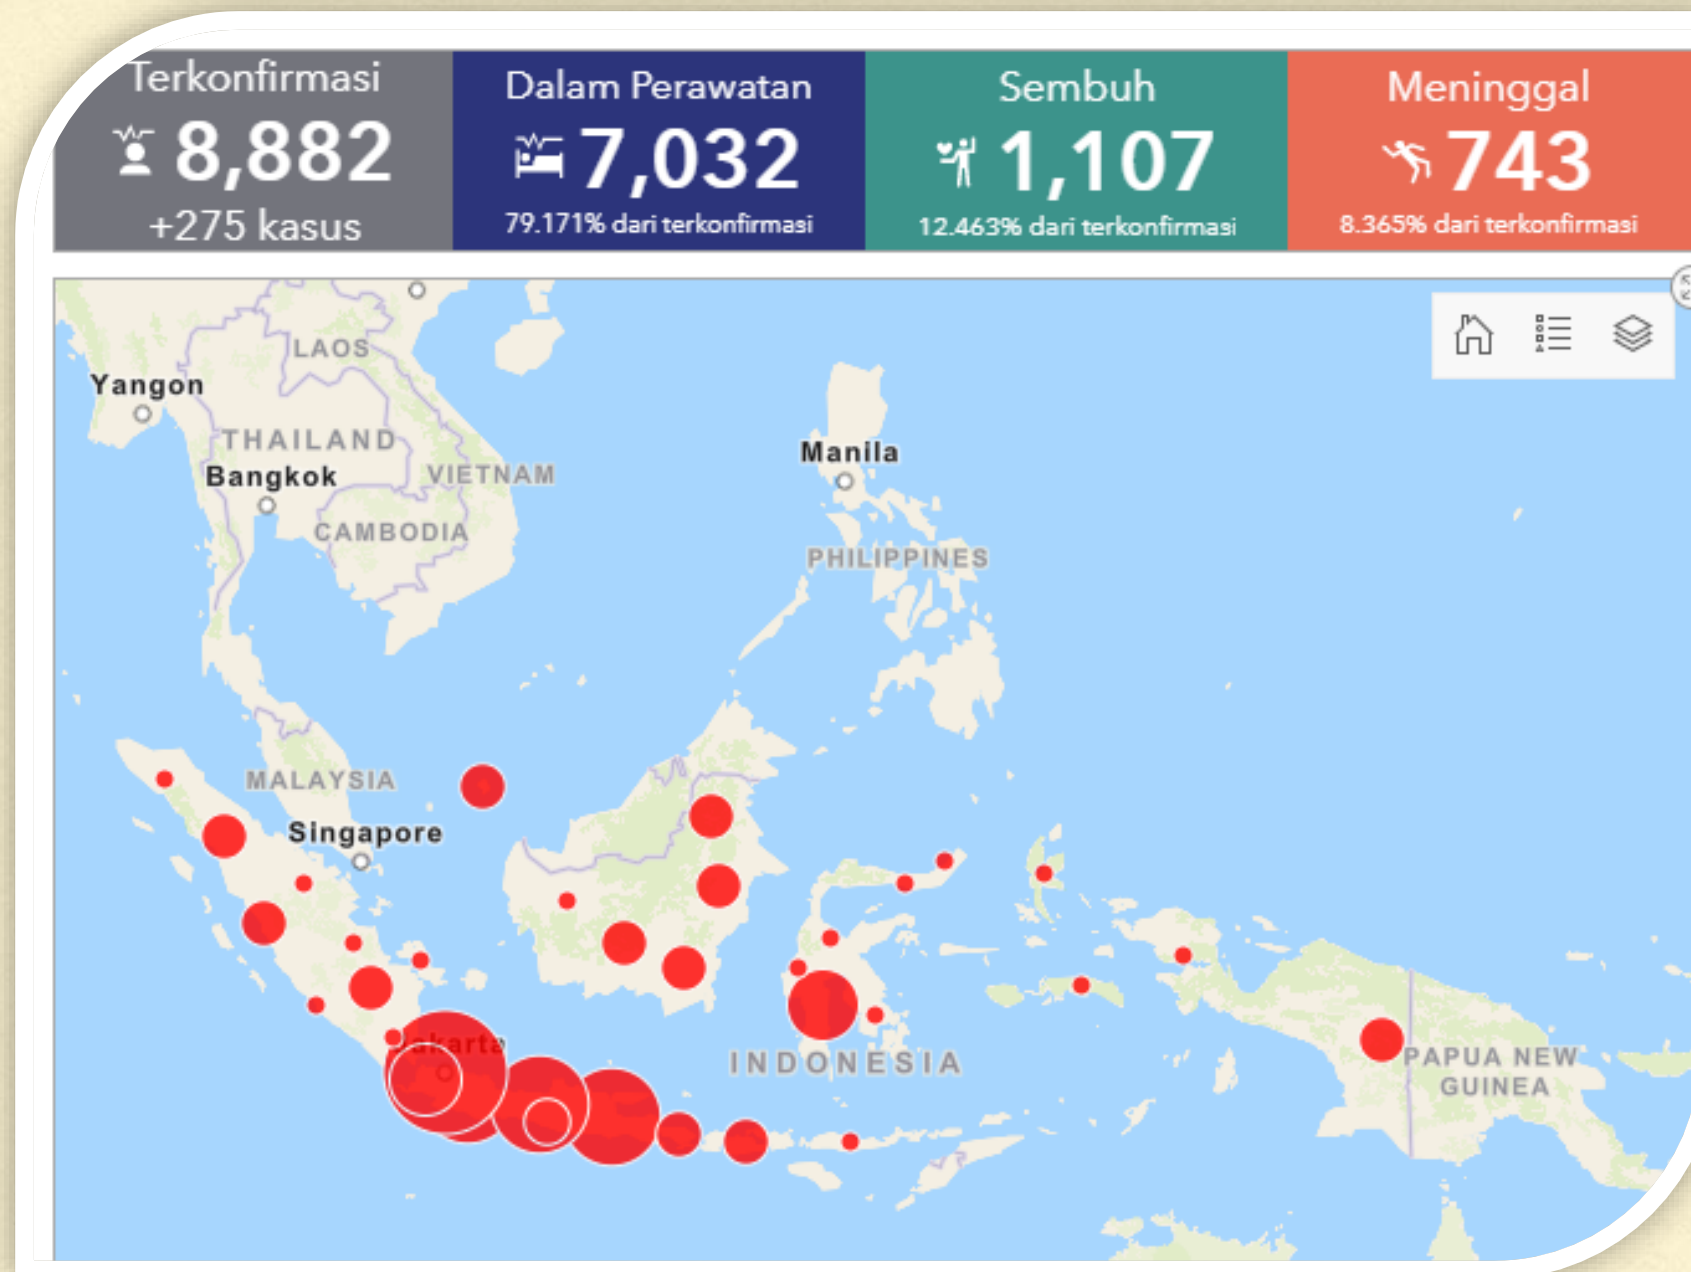 Terkonfirmasi
8,882
+275 kasus
Dalam Perawatan
7,032
79.171% dari terkonfirmasi
Sembuh
1,107
12.463% dari terkonfirmasi
Meninggal
743
8.365% dari terkonfirmasi
LAOS
Yangon
THAILAND
Bangkok
VIETNAM
CAMBODIA
Manila
PHILIPPINES
MALAYSIA
Singapore
Jakarta
INDONESIA
PAPUA NEW
GUINEA